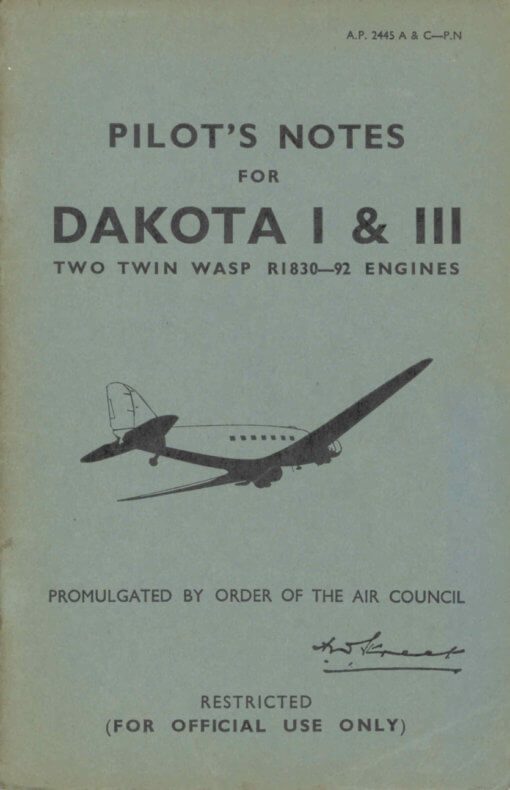 A.P. 2445 A & C—P.N
PILOT'S NOTES
FOR
DAKOTA I & III
TWO TWIN WASP R1830—92 ENGINES
PROMULGATED BY ORDER OF THE AIR COUNCIL
RESTRICTED
(FOR OFFICIAL USE ONLY)